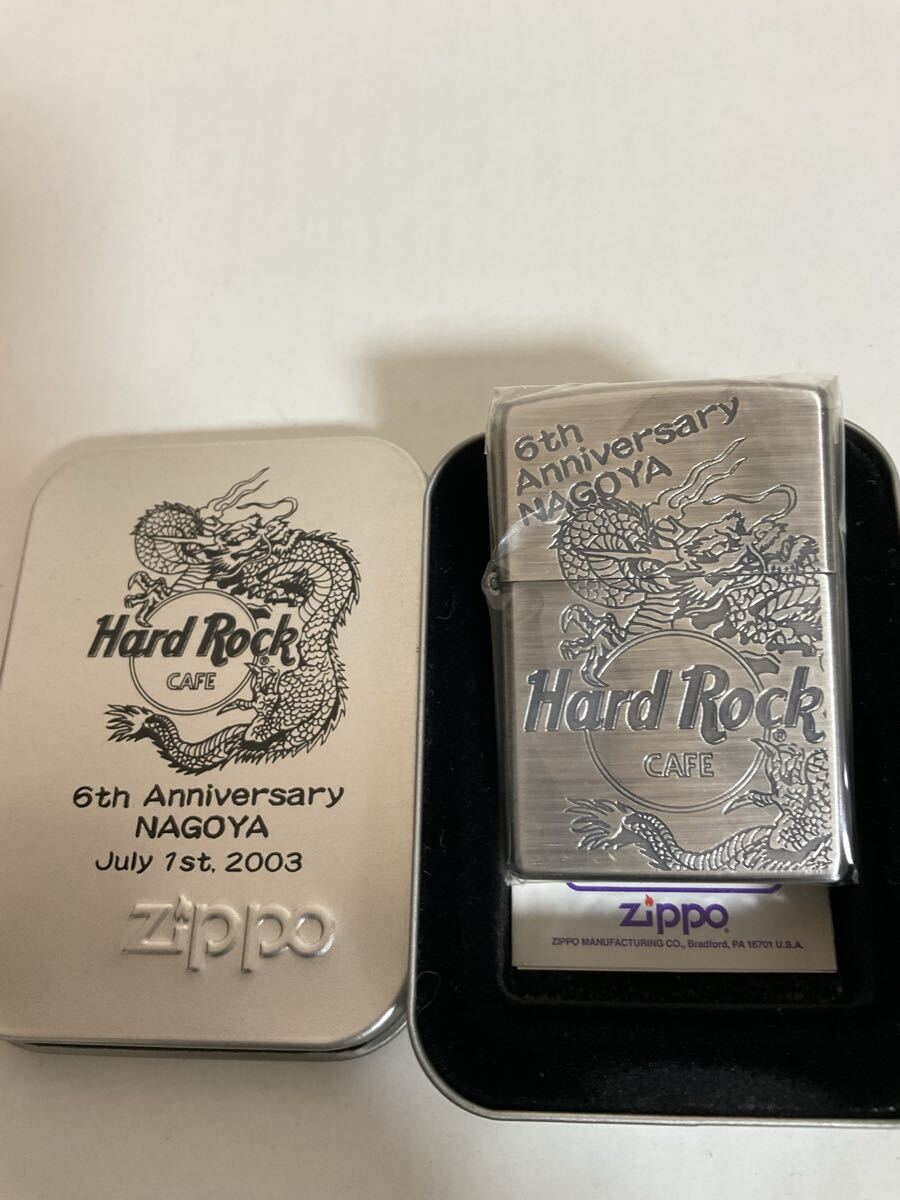 Hard Rock
CAFE
®
6th Anniversary
NAGOYA
July 1st, 2003
Zippo
6th
Anniversary
NAGOYA
Hard Rock
CAFE
®
Zippo
ZIPPO MANUFACTURING CO., Bradford, PA 16701 U.S.A.